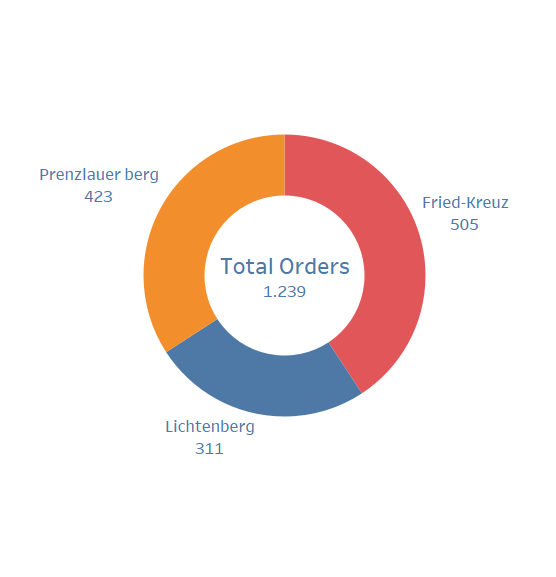 Prenzlauer berg
423
Fried-Kreuz
505
Total Orders
1.239
Lichtenberg
311